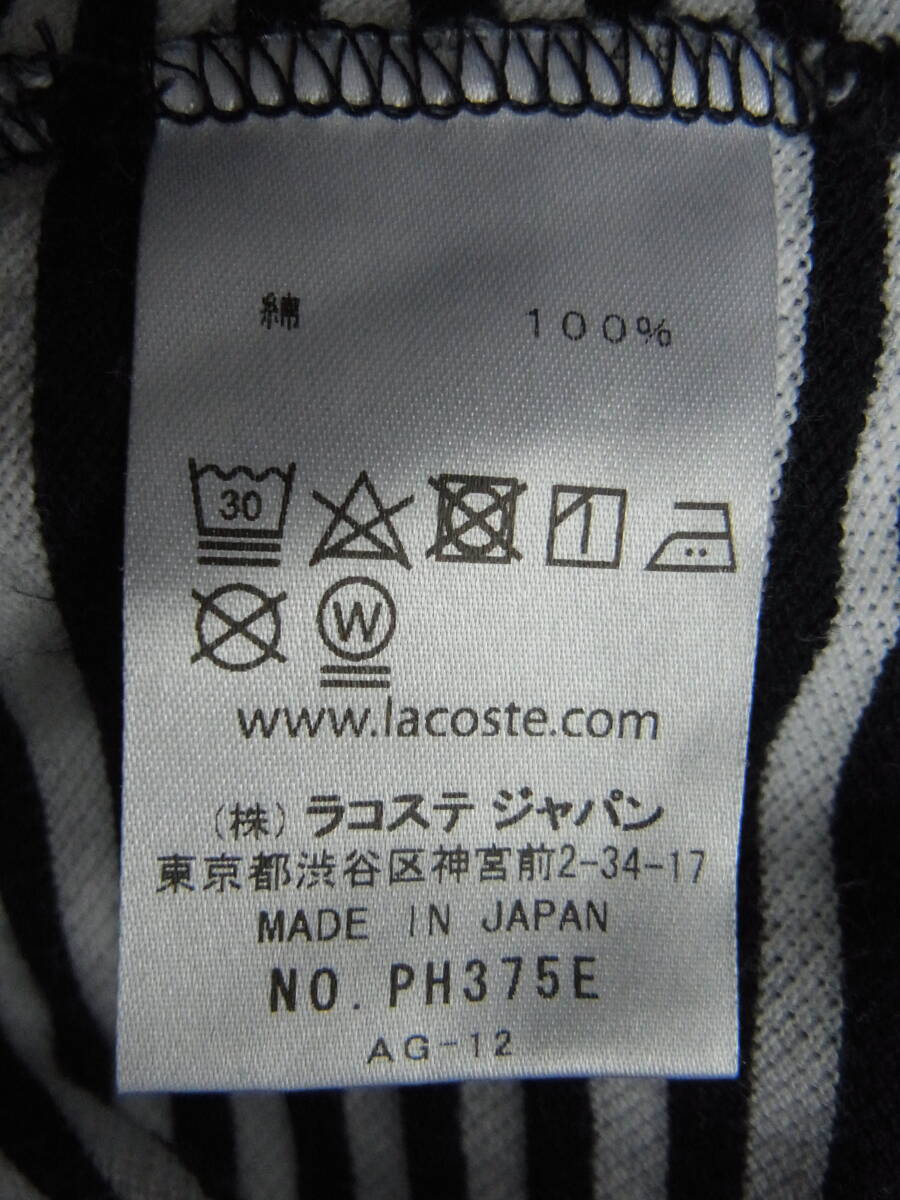 綿 100%
30
W
www.lacoste.com
(株) ラコステ ジャパン
東京都渋谷区神宮前2-34-17
MADE IN JAPAN
NO. PH375E
AG-12